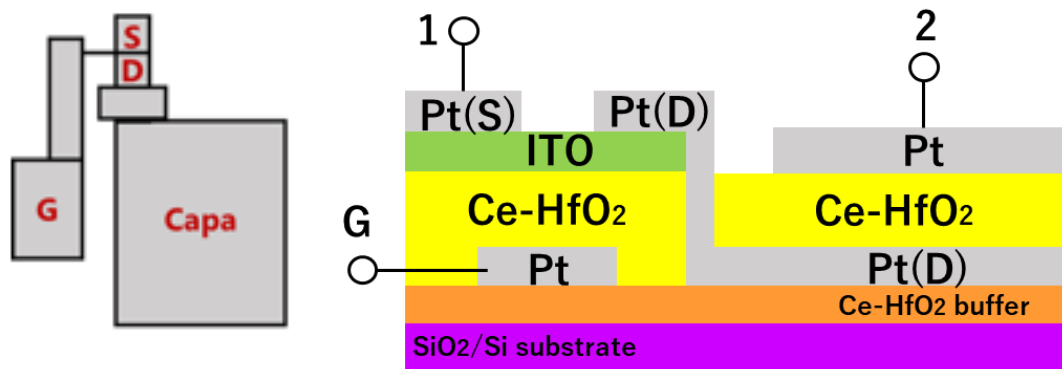 S
D
G
Capa
1
2
Pt(S)
Pt(D)
Pt
ITO
Ce-HfO₂
Ce-HfO₂
G
Pt
Pt(D)
Ce-HfO₂ buffer
SiO₂/Si substrate